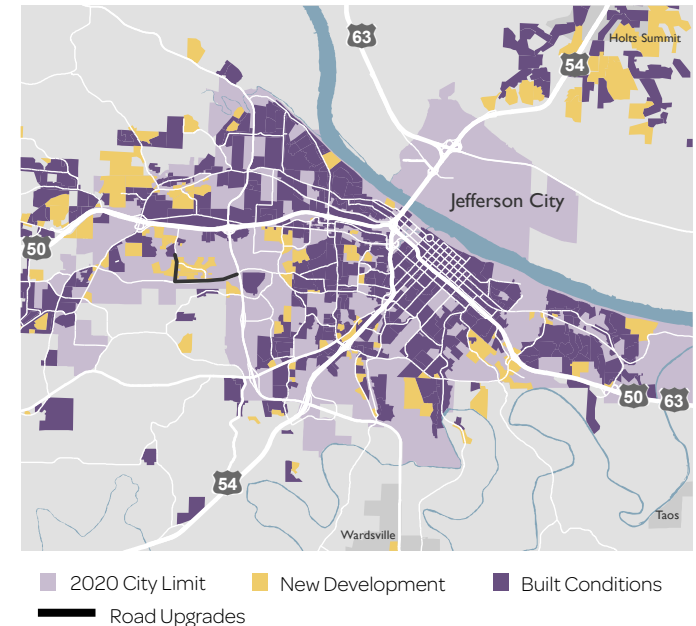 63
Holts Summit
54
Jefferson City
50
50
63
54
Taos
Wardsville
2020 City Limit
New Development
Built Conditions
Road Upgrades